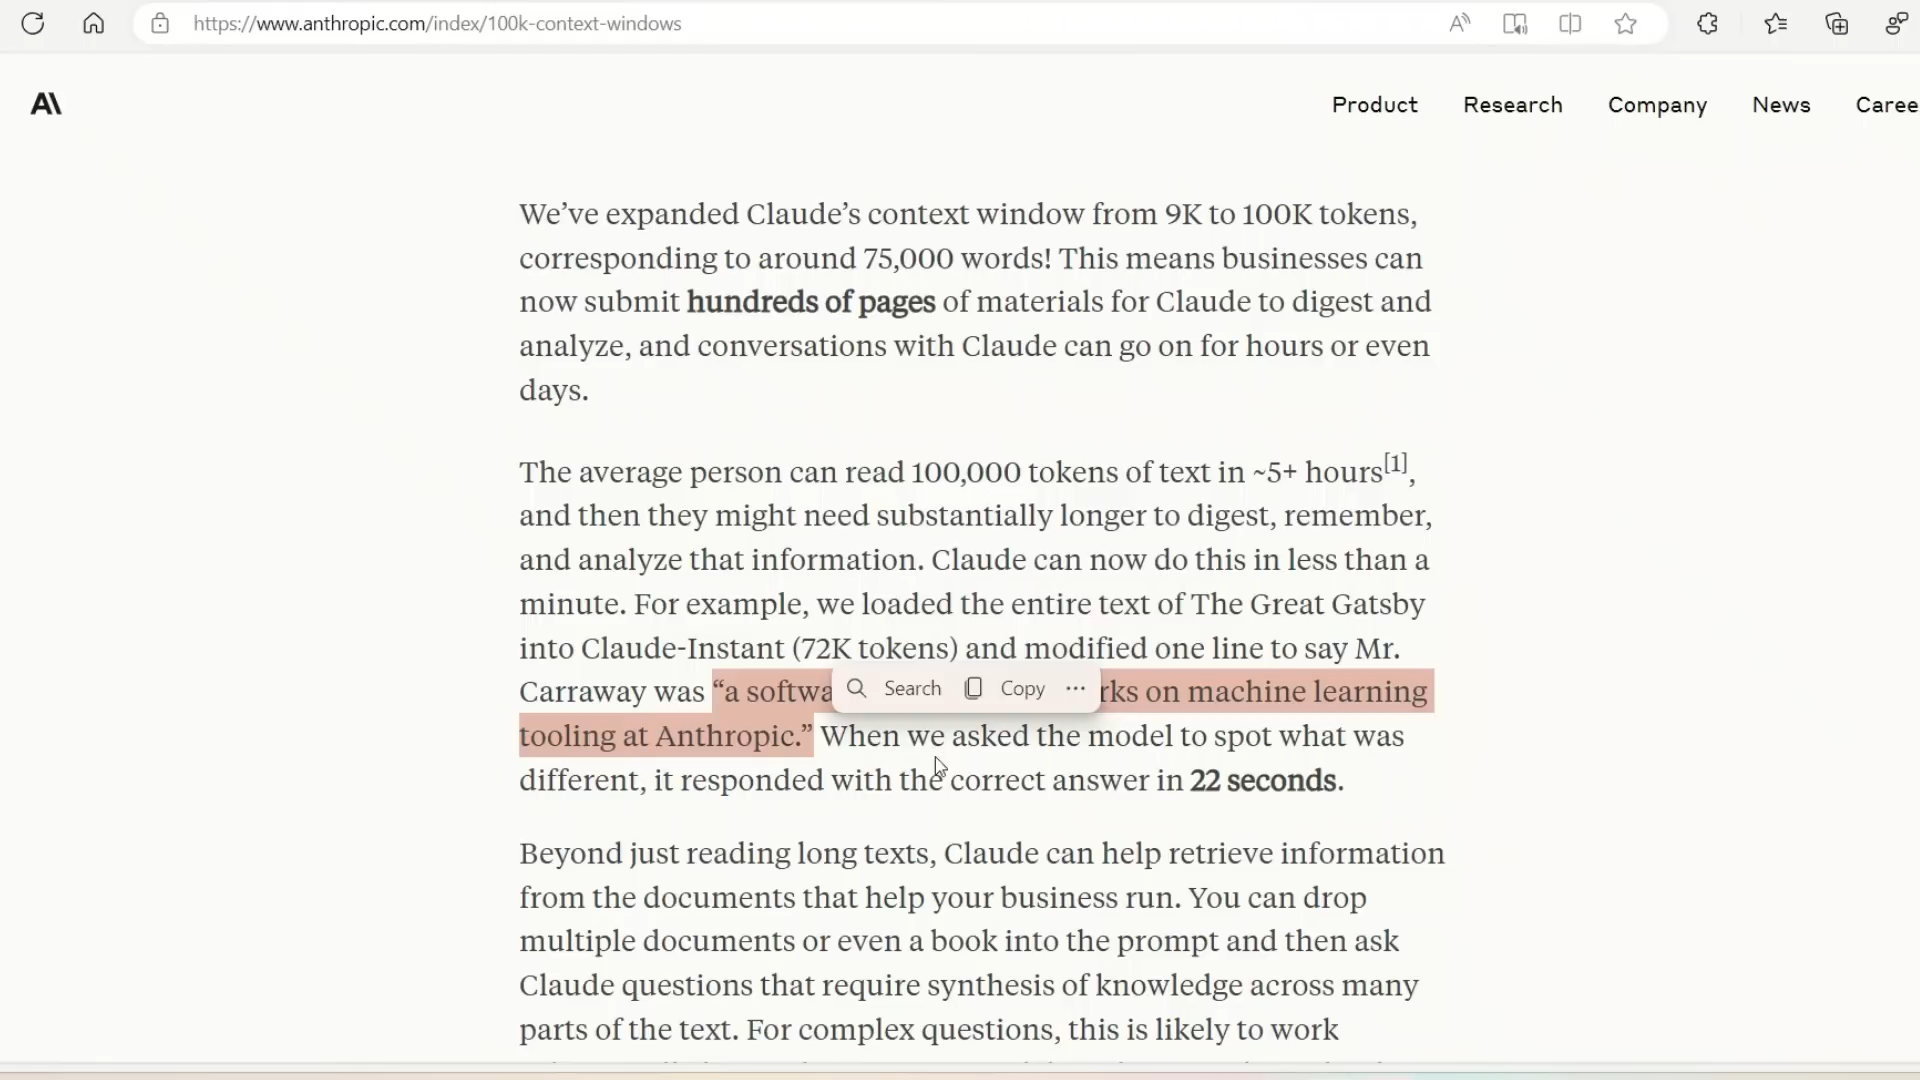 https://www.anthropic.com/index/100k-context-windows
Product Research Company News Caree
We’ve expanded Claude’s context window from 9K to 100K tokens,
corresponding to around 75,000 words! This means businesses can
now submit hundreds of pages of materials for Claude to digest and
analyze, and conversations with Claude can go on for hours or even
days.
The average person can read 100,000 tokens of text in ~5+ hours[1],
and then they might need substantially longer to digest, remember,
and analyze that information. Claude can now do this in less than a
minute. For example, we loaded the entire text of The Great Gatsby
into Claude-Instant (72K tokens) and modified one line to say Mr.
Carraway was “a softwa Search Copy ··· rks on machine learning
tooling at Anthropic.” When we asked the model to spot what was
different, it responded with the correct answer in 22 seconds.
Beyond just reading long texts, Claude can help retrieve information
from the documents that help your business run. You can drop
multiple documents or even a book into the prompt and then ask
Claude questions that require synthesis of knowledge across many
parts of the text. For complex questions, this is likely to work